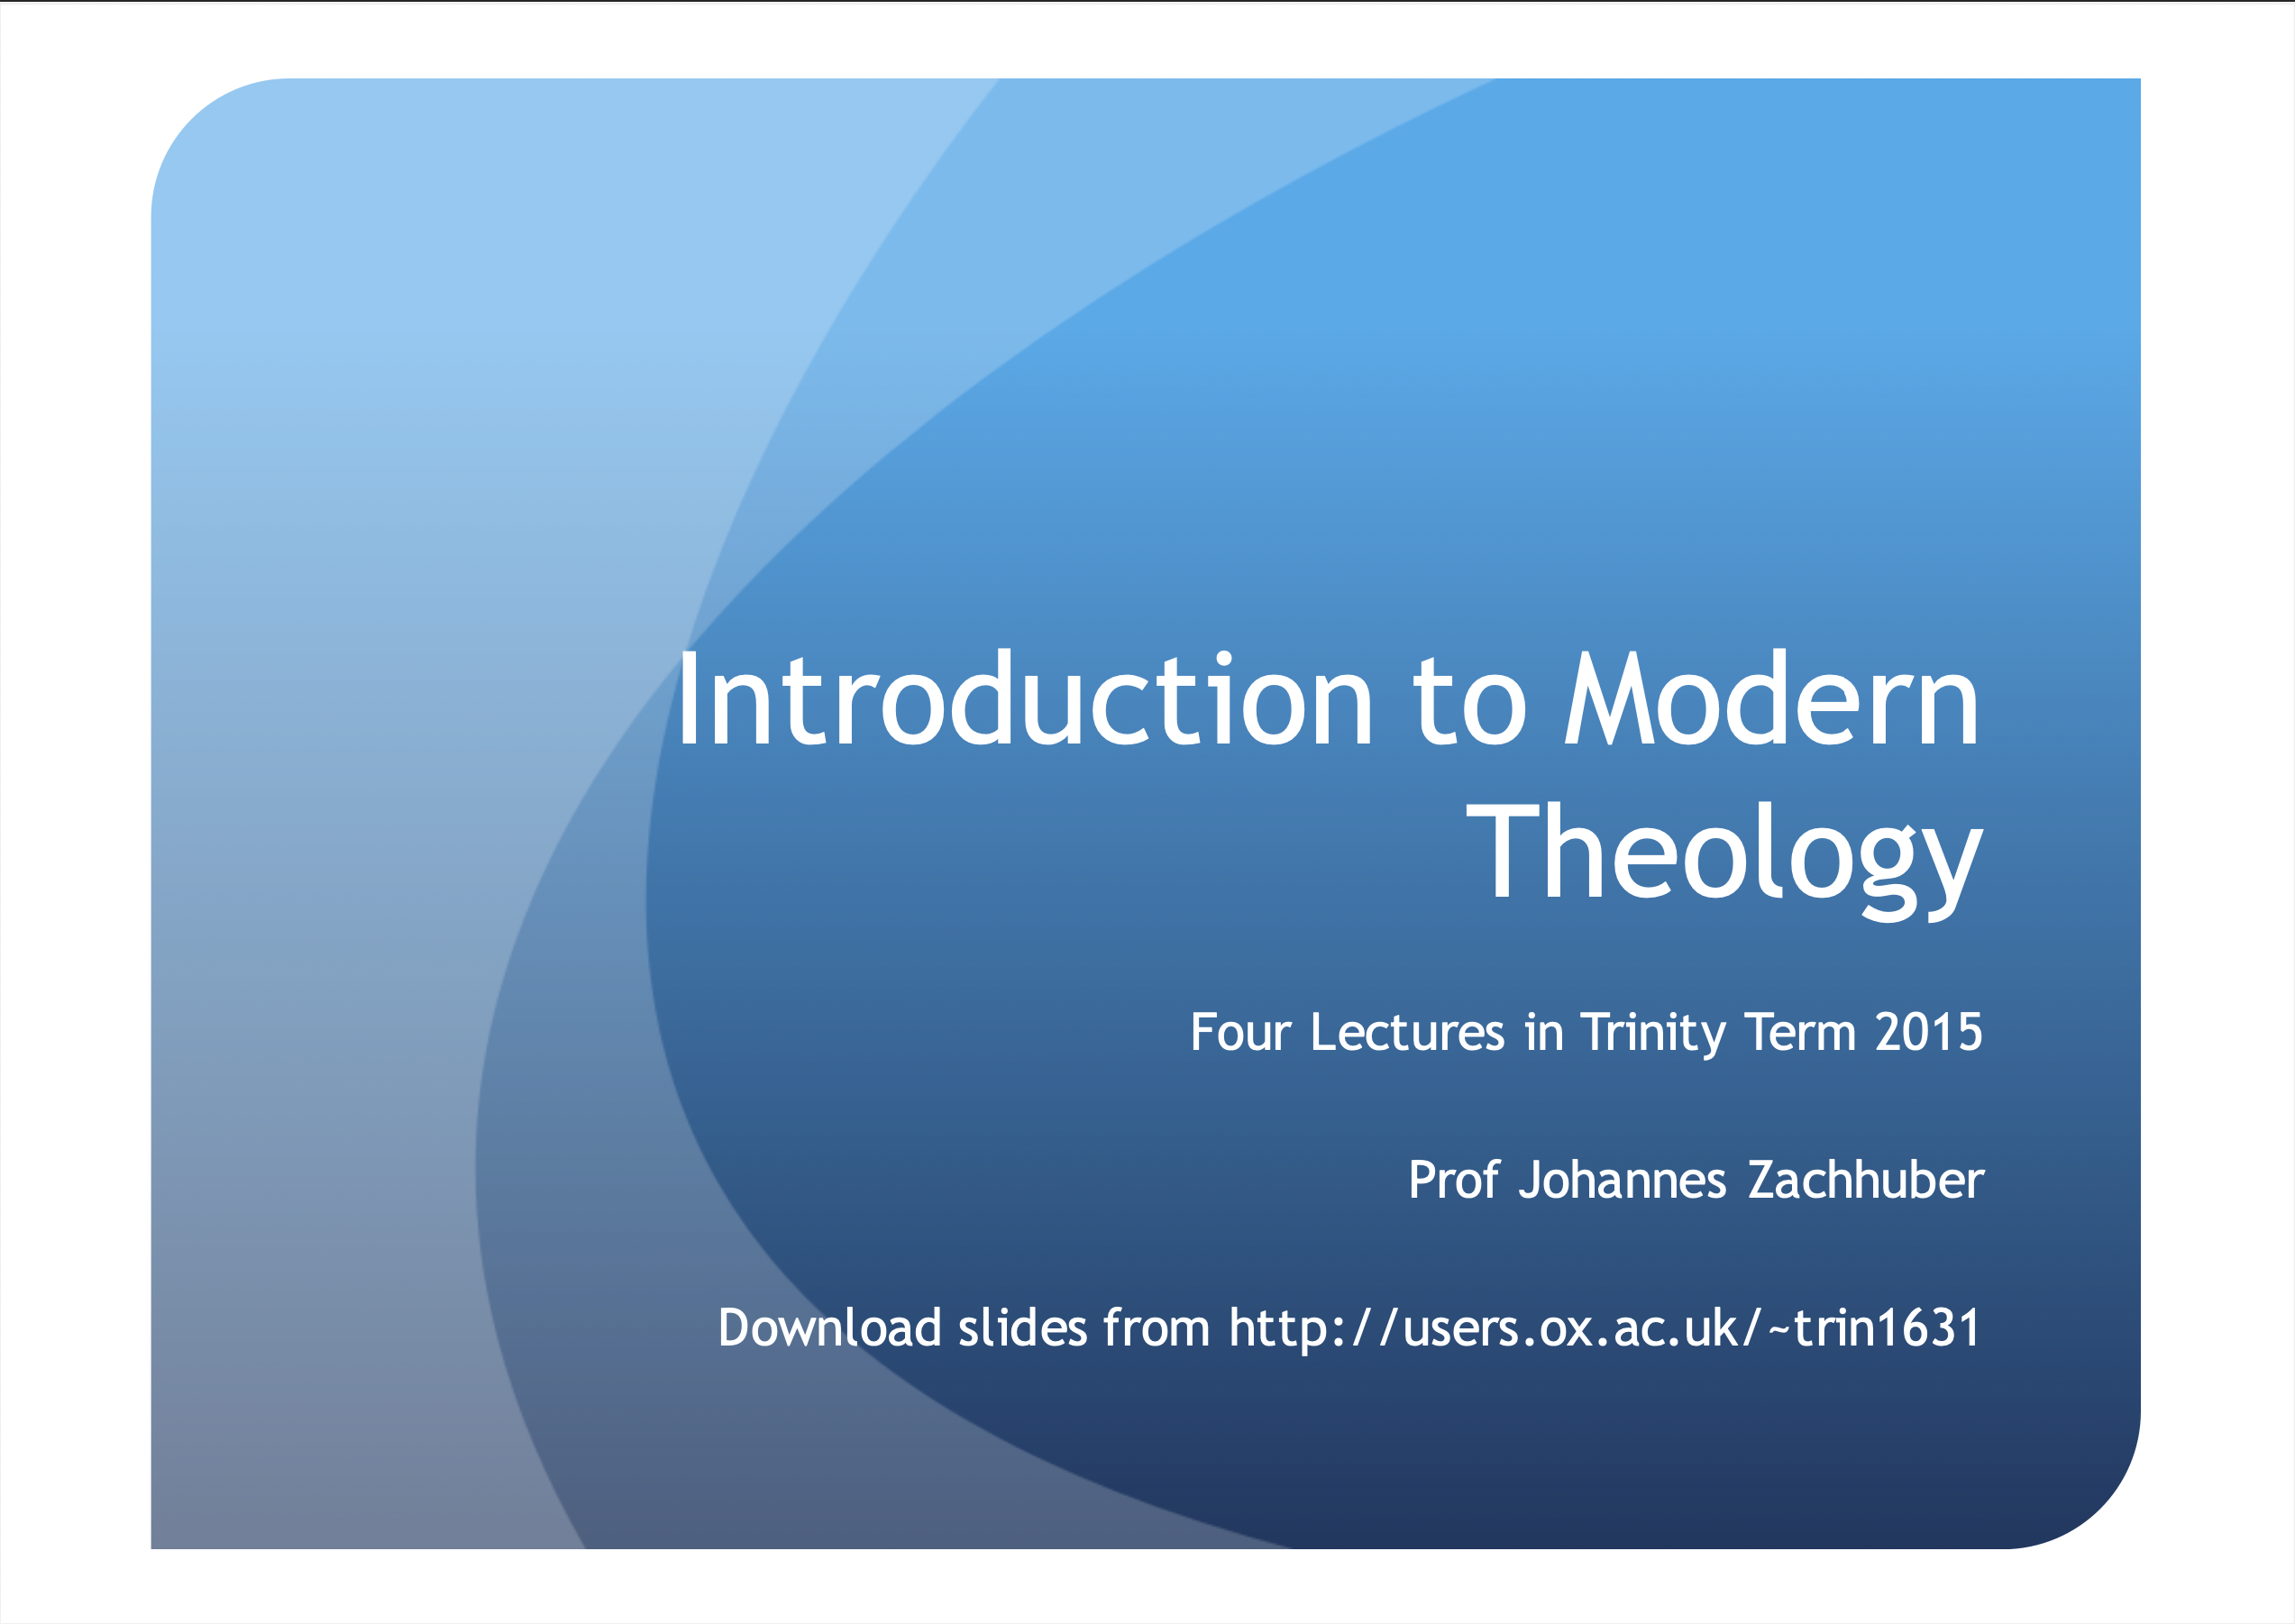 Introduction to Modern
Theology
Four Lectures in Trinity Term 2015
Prof Johannes Zachhuber
Download slides from http://users.ox.ac.uk/~trin1631